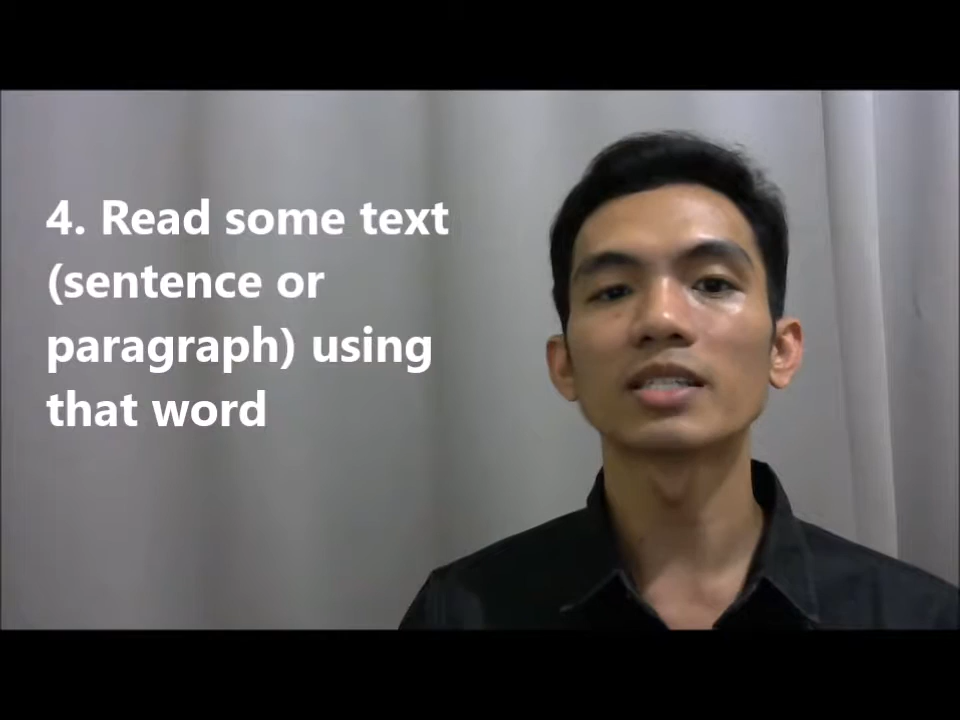 4. Read some text
(sentence or
paragraph) using
that word